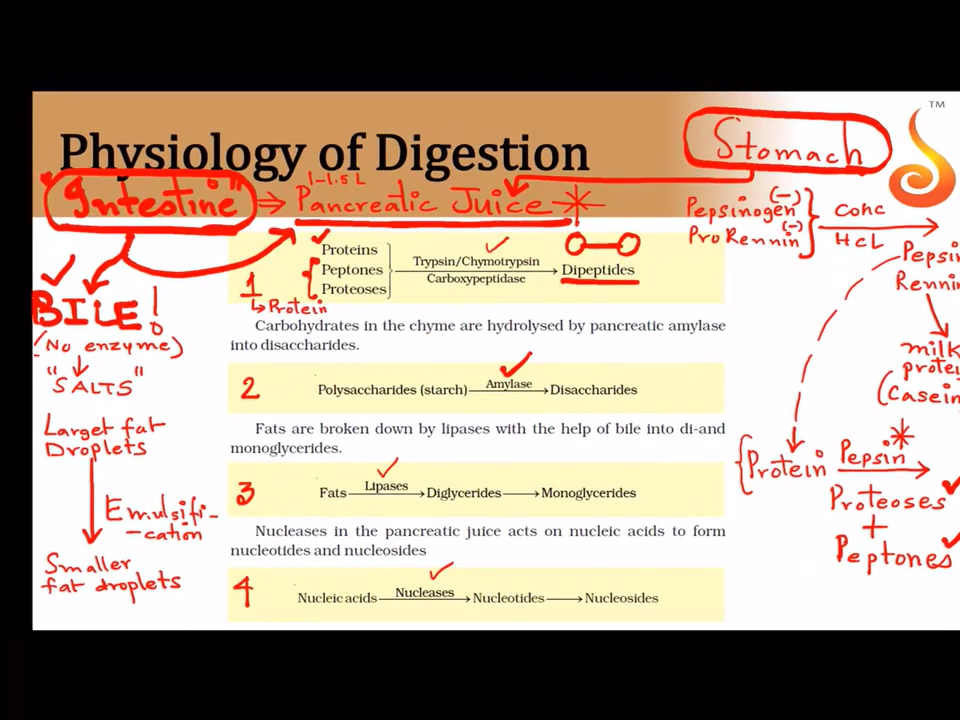 TM
Physiology of Digestion
Stomach
"Intestine" ⇒ Pancreatic Juice
1-1.5 L
Pepsinogen (-)
ProRennin (-)
Conc
HCL
Proteins
Peptones
Proteoses
Trypsin/Chymotrypsin
Carboxypeptidase
Dipeptides
1
↳ Protein
BILE!
(No enzyme)
"SALTS"
Larget fat
Droplets
Emulsifi-
-cation
Smaller
fat droplets
Carbohydrates in the chyme are hydrolysed by pancreatic amylase
into disaccharides.
2
Polysaccharides (starch) Amylase Disaccharides
Fats are broken down by lipases with the help of bile into di-and
monoglycerides.
3
Fats Lipases Diglycerides Monoglycerides
Nucleases in the pancreatic juice acts on nucleic acids to form
nucleotides and nucleosides
4
Nucleic acids Nucleases Nucleotides Nucleosides
Pepsin
Rennin
milk
protei
(Casein
Protein Pepsin
Proteoses
+
Peptones